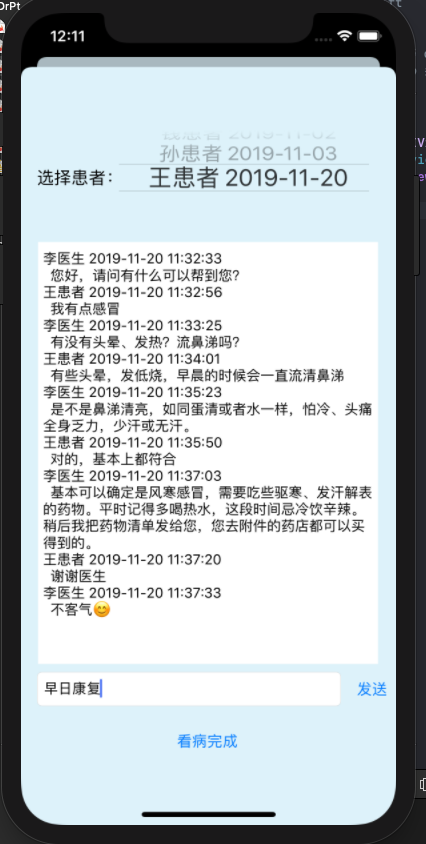 OrPt
12:11
钱患者 2019-11-02
孙患者 2019-11-03
选择患者：
王患者 2019-11-20
李医生 2019-11-20 11:32:33
您好，请问有什么可以帮到您？
王患者 2019-11-20 11:32:56
我有点感冒
李医生 2019-11-20 11:33:25
有没有头晕、发热？流鼻涕吗？
王患者 2019-11-20 11:34:01
有些头晕，发低烧，早晨的时候会一直流清鼻涕
李医生 2019-11-20 11:35:23
是不是鼻涕清亮，如同蛋清或者水一样，怕冷、头痛
全身乏力，少汗或无汗。
王患者 2019-11-20 11:35:50
对的，基本上都符合
李医生 2019-11-20 11:37:03
基本可以确定是风寒感冒，需要吃些驱寒、发汗解表
的药物。平时记得多喝热水，这段时间忌冷饮辛辣。
稍后我把药物清单发给您，您去附件的药店都可以买
得到的。
王患者 2019-11-20 11:37:20
谢谢医生
李医生 2019-11-20 11:37:33
不客气😊
早日康复
发送
看病完成